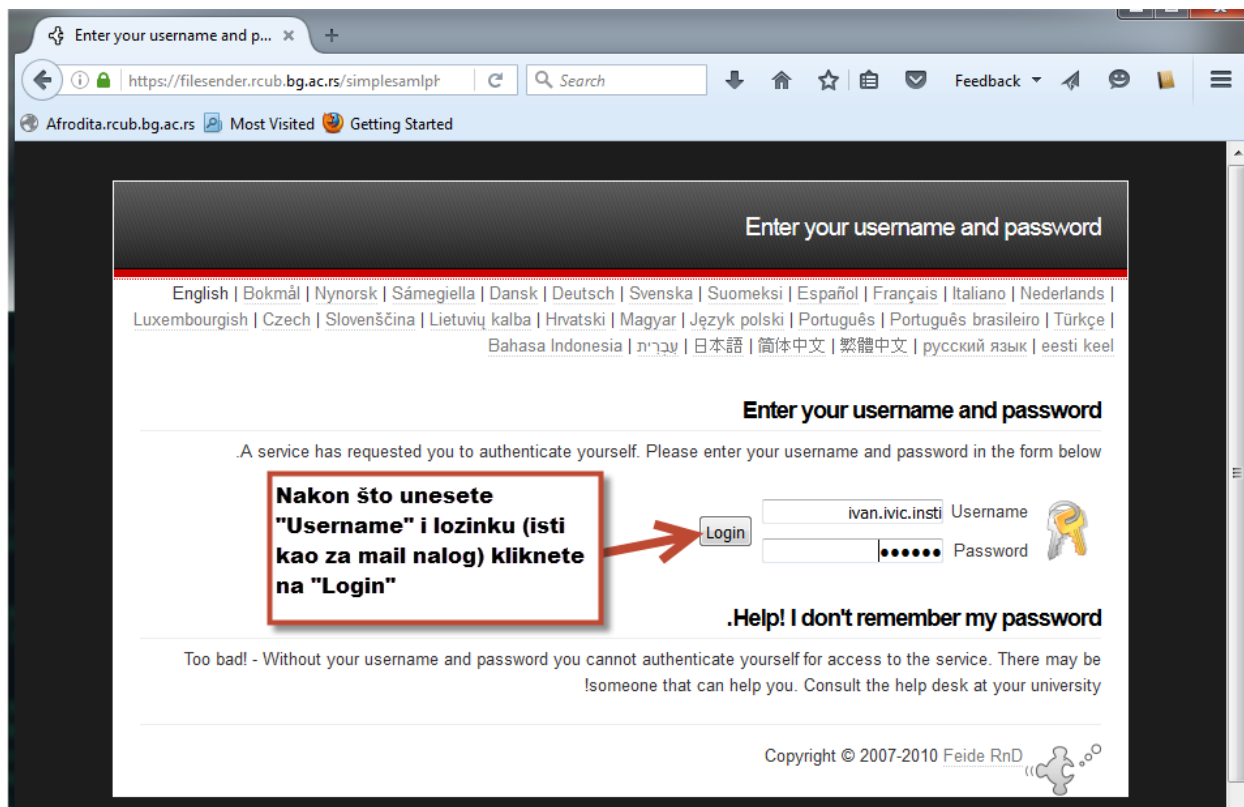 Enter your username and p...
https://filesender.rcub.bg.ac.rs/simplesamlph
Search
Feedback
Afrodita.rcub.bg.ac.rs Most Visited Getting Started
Enter your username and password
English | Bokmål | Nynorsk | Sámegiella | Dansk | Deutsch | Svenska | Suomeksi | Español | Français | Italiano | Nederlands |
Luxembourgish | Czech | Slovenščina | Lietuvių kalba | Hrvatski | Magyar | Język polski | Português | Português brasileiro | Türkçe |
Bahasa Indonesia | עִבְרִית | 日本語 | 简体中文 | 繁體中文 | русский язык | eesti keel
Enter your username and password
.A service has requested you to authenticate yourself. Please enter your username and password in the form below
Nakon što unesete
"Username" i lozinku (isti
kao za mail nalog) kliknete
na "Login"
Login
ivan.ivic.insti Username
●●●●●● Password
.Help! I don't remember my password
Too bad! - Without your username and password you cannot authenticate yourself for access to the service. There may be
!someone that can help you. Consult the help desk at your university
Copyright © 2007-2010 Feide RnD